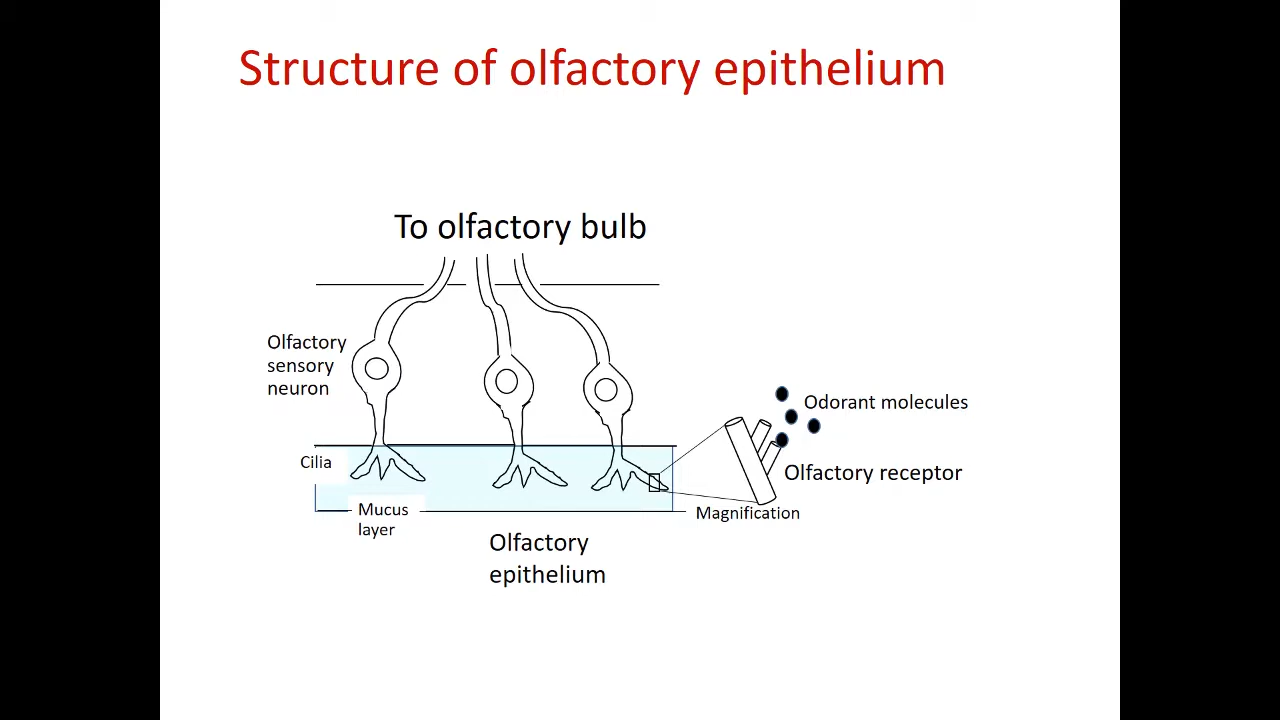 Structure of olfactory epithelium
To olfactory bulb
Olfactory
sensory
neuron
Odorant molecules
Cilia
Olfactory receptor
Mucus
layer
Magnification
Olfactory
epithelium